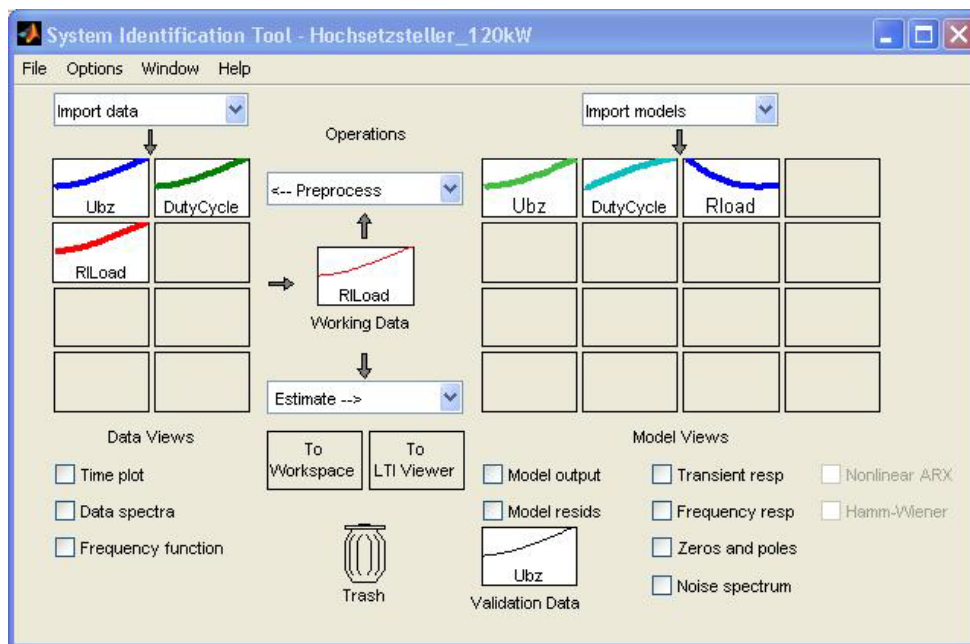 System Identification Tool - Hochsetzsteller_120kW
File Options Window Help
Import data
Operations
Import models
Ubz
DutyCycle
RlLoad
<-- Preprocess
RlLoad
Working Data
Estimate -->
To
Workspace
To
LTI Viewer
Ubz
DutyCycle
Rload
Data Views
Time plot
Data spectra
Frequency function
Trash
Model Views
Model output
Model resids
Transient resp
Frequency resp
Zeros and poles
Noise spectrum
Nonlinear ARX
Hamm-Wiener
Ubz
Validation Data